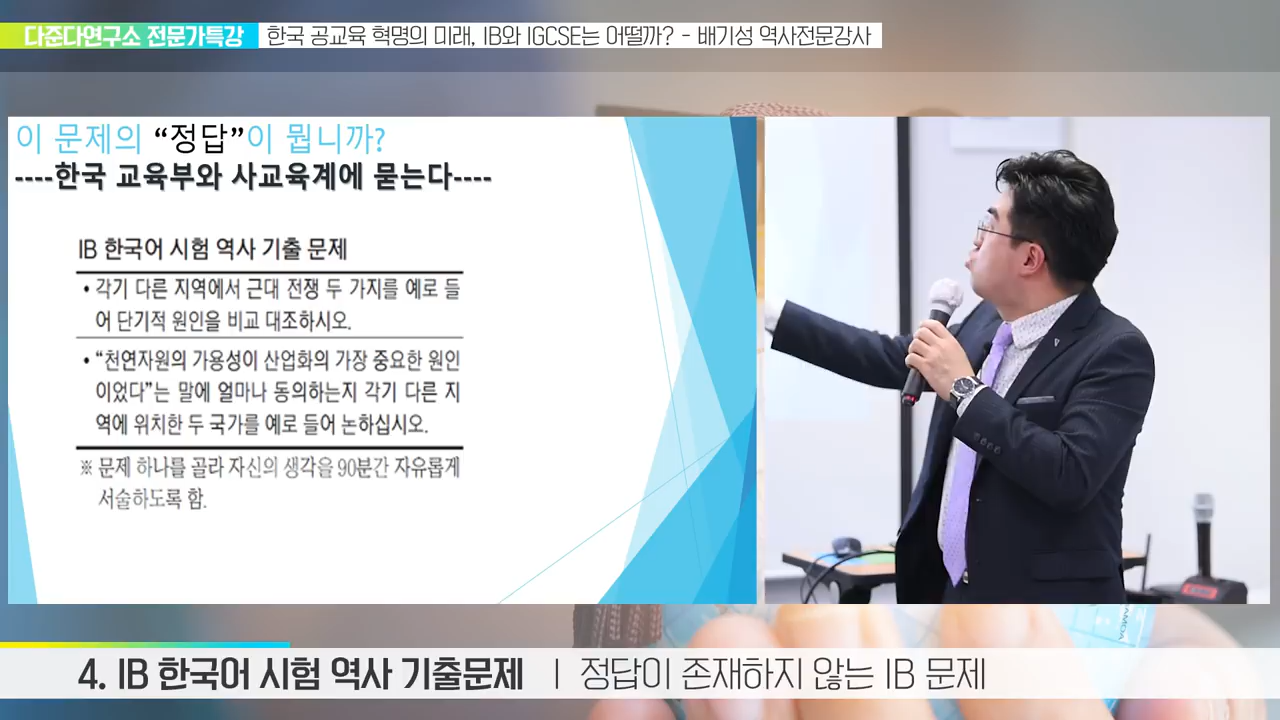 다준다연구소 전문가특강 한국 공교육 혁명의 미래, IB와 IGCSE는 어떨까? - 배기성 역사전문강사
이 문제의 “정답”이 뭡니까?
----한국 교육부와 사교육계에 묻는다----
IB 한국어 시험 역사 기출 문제
• 각기 다른 지역에서 근대 전쟁 두 가지를 예로 들
어 단기적 원인을 비교 대조하시오.
• “천연자원의 가용성이 산업화의 가장 중요한 원인
이었다”는 말에 얼마나 동의하는지 각기 다른 지
역에 위치한 두 국가를 예로 들어 논하십시오.
※ 문제 하나를 골라 자신의 생각을 90분간 자유롭게
서술하도록 함.
SAMOA
4. IB 한국어 시험 역사 기출문제 ㅣ 정답이 존재하지 않는 IB 문제